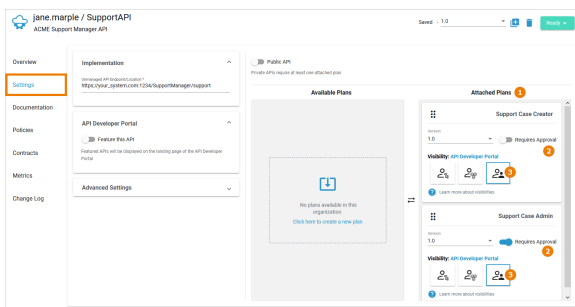 jane.marple / SupportAPI
ACME Support Manager API
Saved - 1.0
Ready
Overview
Settings
Documentation
Policies
Contracts
Metrics
Change Log
Implementation
Unmanaged API Endpoint Location *
https://your_system.com:1234/SupportManager/support
API Developer Portal
Feature this API
Featured APIs will be displayed on the landing page of the API Developer
Portal
Advanced Settings
Public API
Private APIs require at least one attached plan
Available Plans
No plans available in this
organization
Click here to create a new plan
Attached Plans 1
Support Case Creator
Version
1.0
Requires Approval
2
Visibility: API Developer Portal
3
Learn more about visibilities
Support Case Admin
Version
1.0
Requires Approval
2
Visibility: API Developer Portal
3
Learn more about visibilities